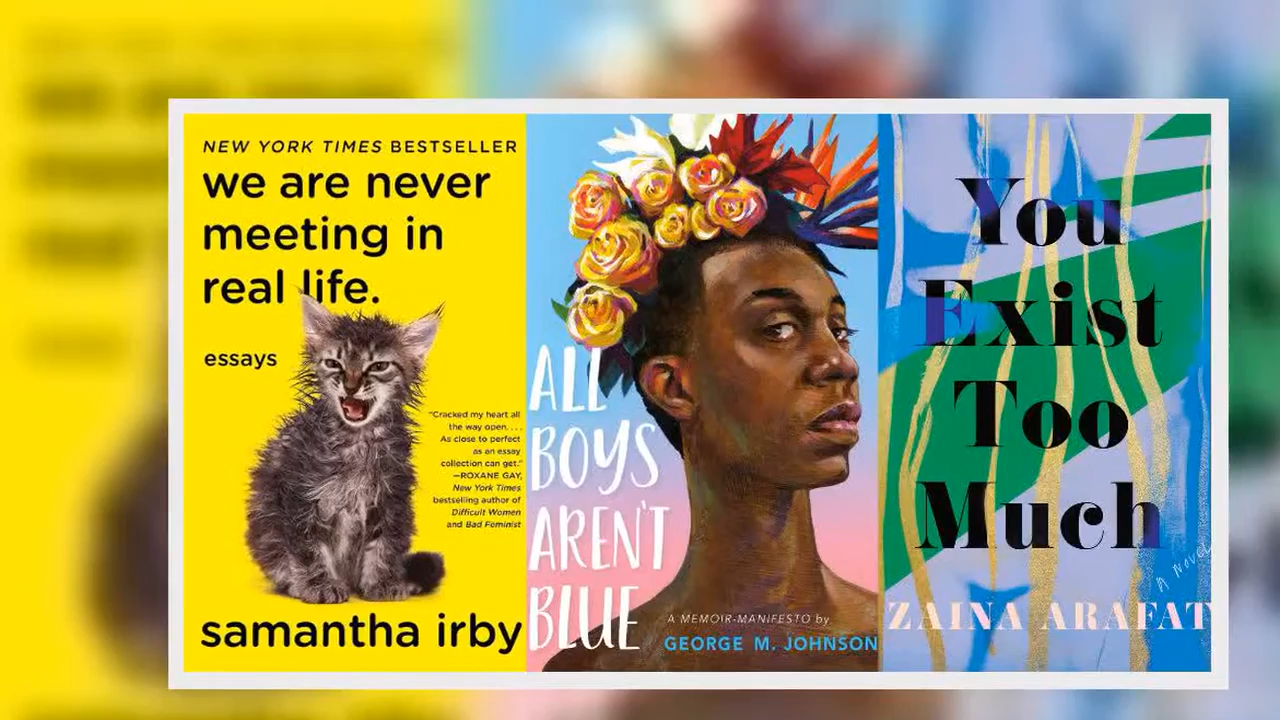 NEW YORK TIMES BESTSELLER
we are never
meeting in
real life.
essays
"Cracked my heart all
the way open. . . .
As close to perfect
as an essay
collection can get."
—ROXANE GAY,
New York Times
bestselling author of
Difficult Women
and Bad Feminist
samantha irby
ALL
BOYS
AREN'T
BLUE
A MEMOIR-MANIFESTO by
GEORGE M. JOHNSON
You
Exist
Too
Much
A NOVEL
ZAINA ARAFAT